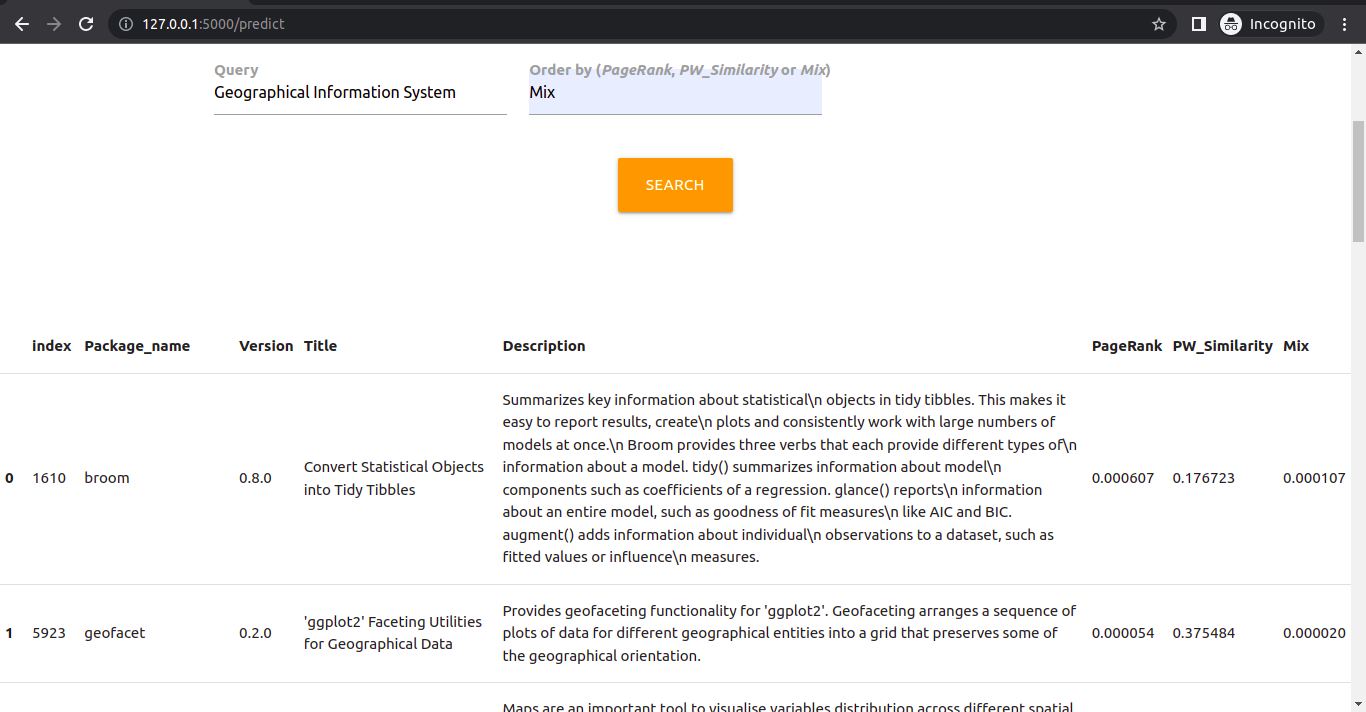 127.0.0.1:5000/predict
Incognito
Query
Order by (PageRank, PW_Similarity or Mix)
Geographical Information System
Mix
SEARCH
index Package_name Version Title Description PageRank PW_Similarity Mix
Summarizes key information about statistical\n objects in tidy tibbles. This makes it
easy to report results, create\n plots and consistently work with large numbers of
models at once.\n Broom provides three verbs that each provide different types of\n
Convert Statistical Objects
information about a model. tidy() summarizes information about model\n
0 1610 broom 0.8.0
0.000607 0.176723 0.000107
into Tidy Tibbles
components such as coefficients of a regression. glance() reports\n information
about an entire model, such as goodness of fit measures\n like AIC and BIC.
augment() adds information about individual\n observations to a dataset, such as
fitted values or influence\n measures.
'ggplot2' Faceting Utilities
Provides geofaceting functionality for 'ggplot2'. Geofaceting arranges a sequence of
1 5923 geofacet 0.2.0
plots of data for different geographical entities into a grid that preserves some of
0.000054 0.375484 0.000020
for Geographical Data
the geographical orientation.
Maps are an important tool to visualise variables distribution across different spatial